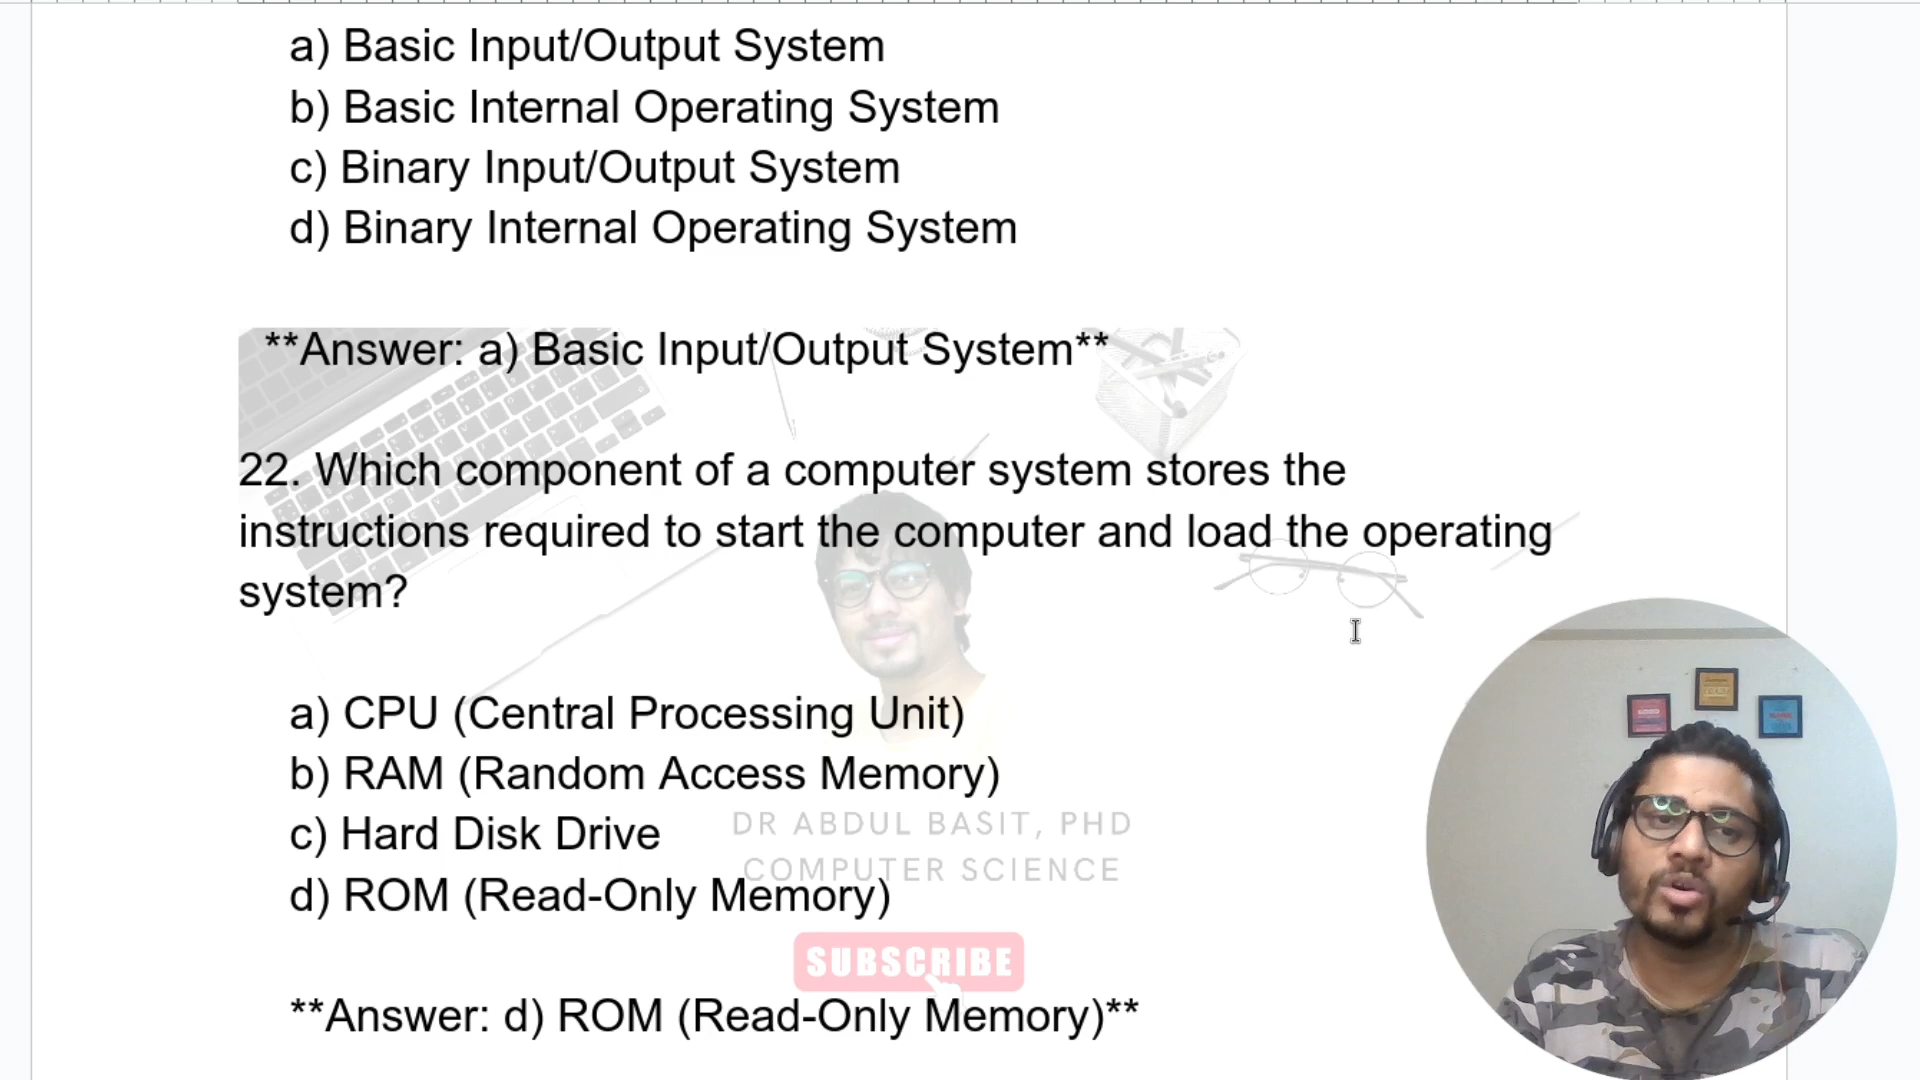 a) Basic Input/Output System
b) Basic Internal Operating System
c) Binary Input/Output System
d) Binary Internal Operating System
**Answer: a) Basic Input/Output System**
22. Which component of a computer system stores the
instructions required to start the computer and load the operating
system?
a) CPU (Central Processing Unit)
b) RAM (Random Access Memory)
c) Hard Disk Drive
d) ROM (Read-Only Memory)
DR ABDUL BASIT, PHD
COMPUTER SCIENCE
SUBSCRIBE
**Answer: d) ROM (Read-Only Memory)**